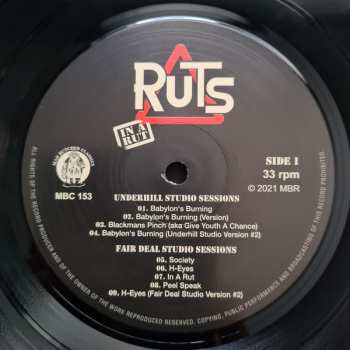 RUTS
IN A RUT
MAD BUTCHER CLASSICS
MBC 153
SIDE 1
33 rpm
© 2021 MBR
UNDERHILL STUDIO SESSIONS
01. Babylon's Burning
02. Babylon's Burning (Version)
03. Blackmans Pinch (aka Give Youth A Chance)
04. Babylon's Burning (Underhill Studio Version #2)
FAIR DEAL STUDIO SESSIONS
05. Society
06. H-Eyes
07. In A Rut
08. Peel Speak
09. H-Eyes (Fair Deal Studio Version #2)
ALL RIGHTS OF THE RECORD PRODUCER AND OF THE OWNER OF THE WORK REPRODUCED RESERVED. COPYING, PUBLIC PERFORMANCE AND BROADCASTING OF THIS RECORD PROHIBITED.